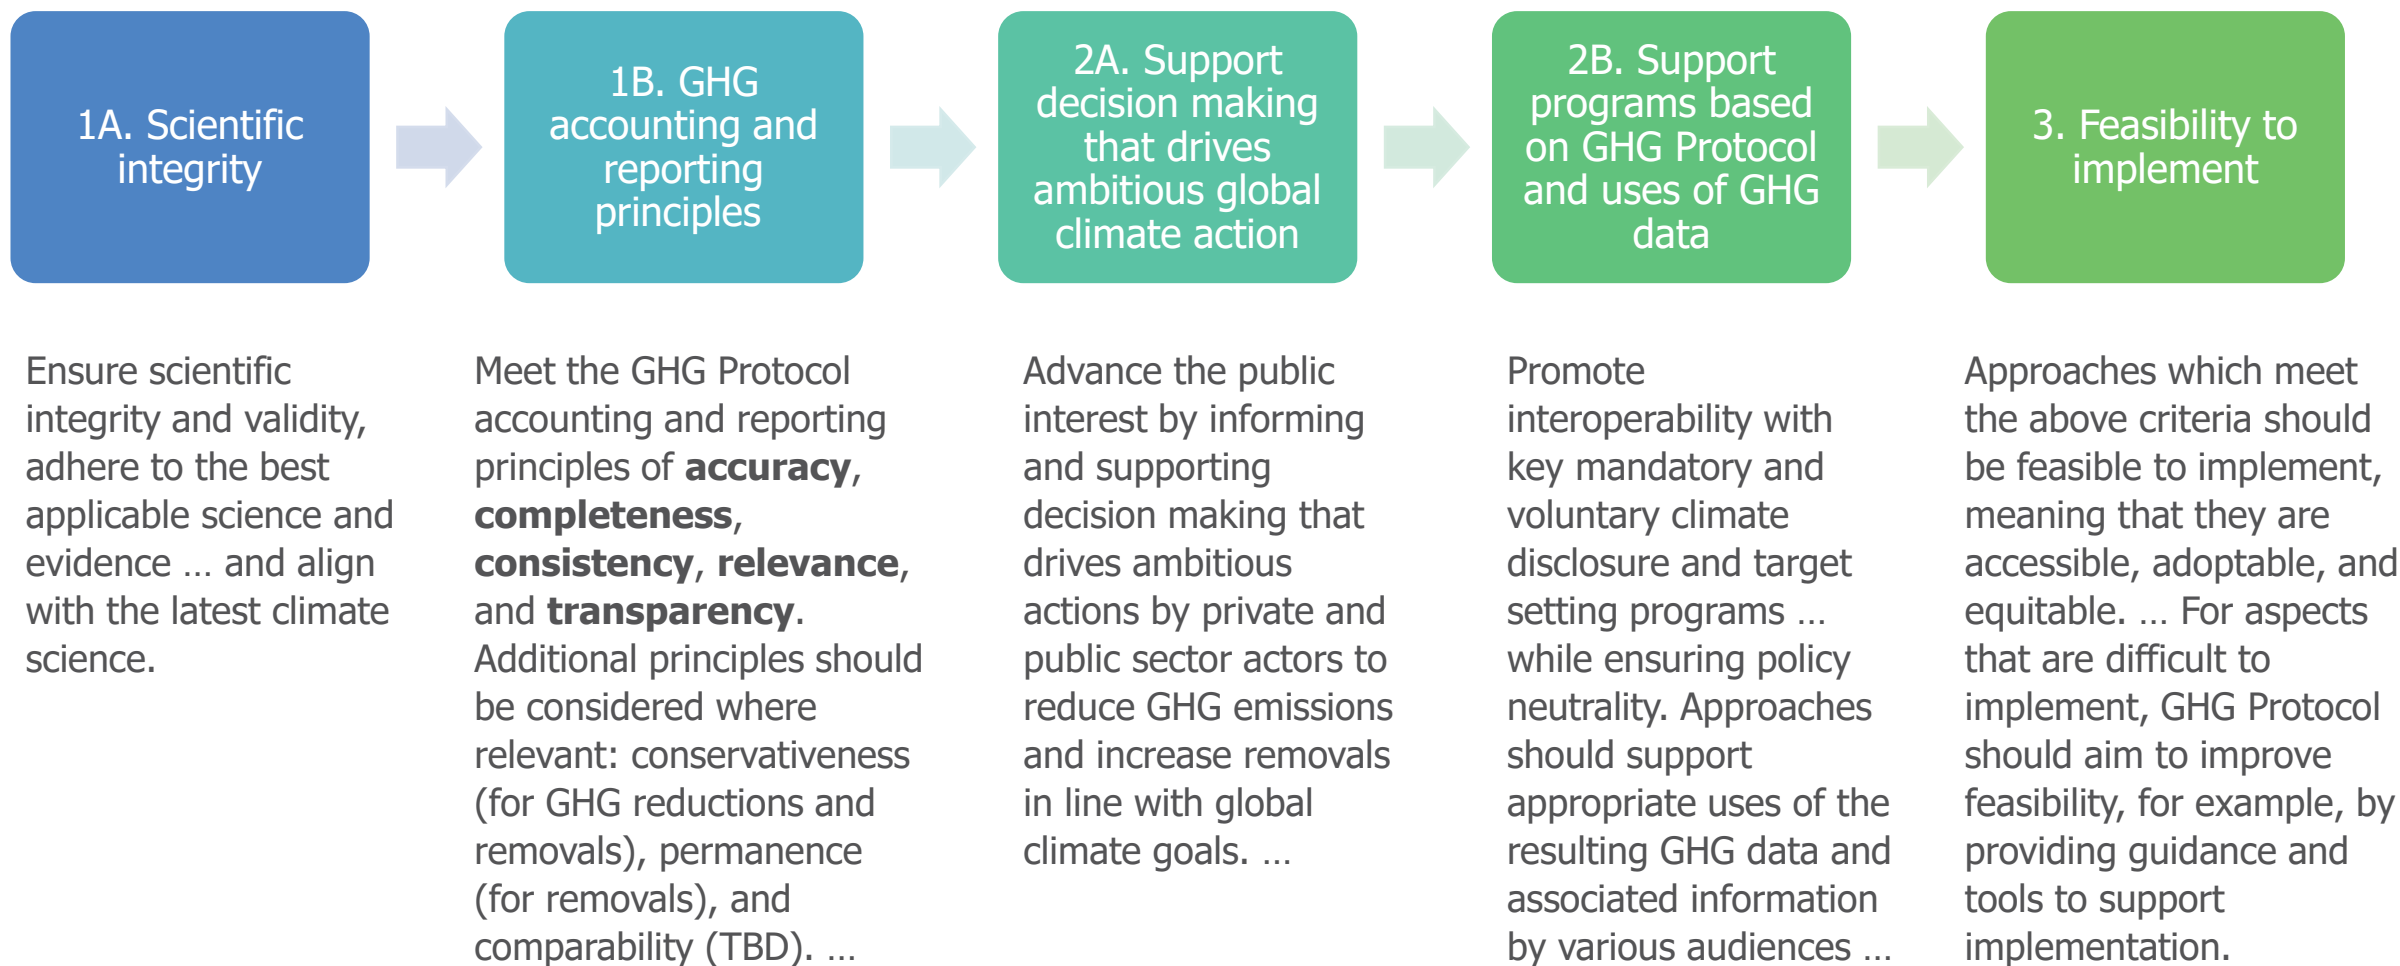 1A. Scientific
integrity
1B. GHG
accounting and
reporting
principles
2A. Support
decision making
that drives
ambitious global
climate action
2B. Support
programs based
on GHG Protocol
and uses of GHG
data
3. Feasibility to
implement
Ensure scientific
integrity and validity,
adhere to the best
applicable science and
evidence … and align
with the latest climate
science.
Meet the GHG Protocol
accounting and reporting
principles of accuracy,
completeness,
consistency, relevance,
and transparency.
Additional principles should
be considered where
relevant: conservativeness
(for GHG reductions and
removals), permanence
(for removals), and
comparability (TBD). …
Advance the public
interest by informing
and supporting
decision making that
drives ambitious
actions by private and
public sector actors to
reduce GHG emissions
and increase removals
in line with global
climate goals. …
Promote
interoperability with
key mandatory and
voluntary climate
disclosure and target
setting programs …
while ensuring policy
neutrality. Approaches
should support
appropriate uses of the
resulting GHG data and
associated information
by various audiences …
Approaches which meet
the above criteria should
be feasible to implement,
meaning that they are
accessible, adoptable, and
equitable. … For aspects
that are difficult to
implement, GHG Protocol
should aim to improve
feasibility, for example, by
providing guidance and
tools to support
implementation.